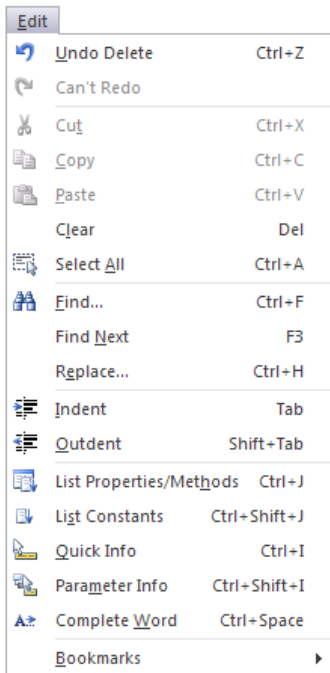 Edit
Undo Delete Ctrl+Z
Can't Redo
Cut Ctrl+X
Copy Ctrl+C
Paste Ctrl+V
Clear Del
Select All Ctrl+A
Find... Ctrl+F
Find Next F3
Replace... Ctrl+H
Indent Tab
Outdent Shift+Tab
List Properties/Methods Ctrl+J
List Constants Ctrl+Shift+J
Quick Info Ctrl+I
Parameter Info Ctrl+Shift+I
Complete Word Ctrl+Space
Bookmarks